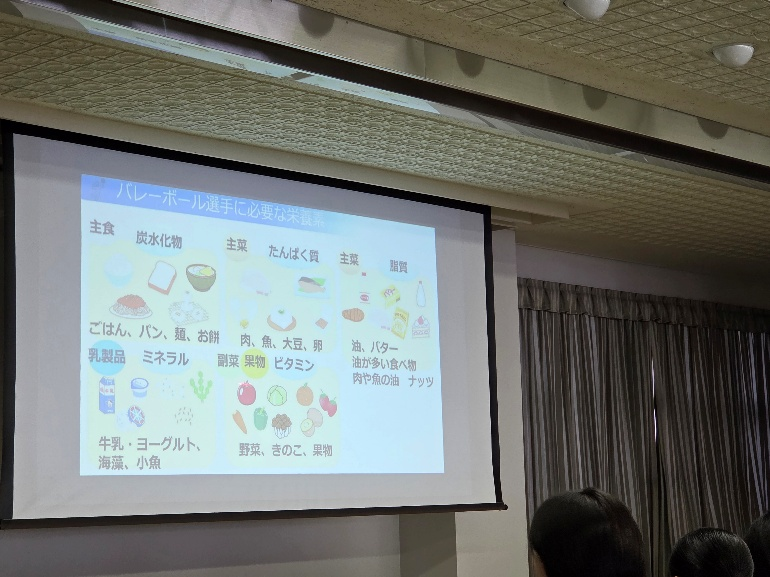 バレーボール選手に必要な栄養素
主食 炭水化物
ごはん、パン、麺、お餅
主菜 たんぱく質
肉、魚、大豆、卵
主菜 脂質
油、バター
油が多い食べ物
肉や魚の油 ナッツ
乳製品 ミネラル
牛乳・ヨーグルト、
海藻、小魚
副菜 果物 ビタミン
野菜、きのこ、果物